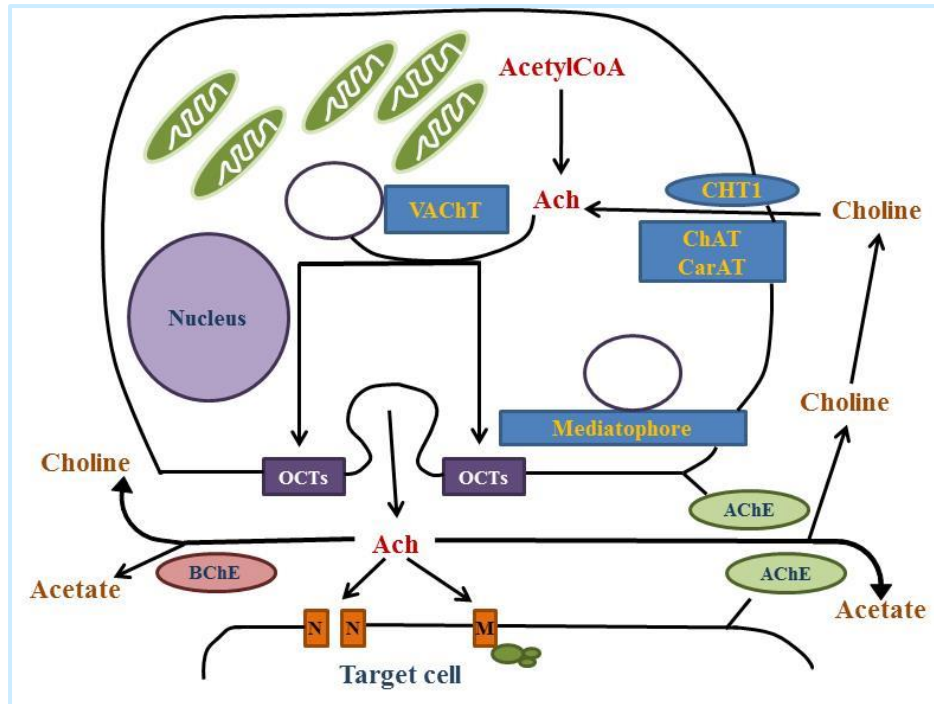 AcetylCoA
VAChT
Ach
CHT1
Choline
ChAT
CarAT
Nucleus
Choline
Mediatophore
Choline
OCTs
OCTs
AChE
Ach
BChE
AChE
Acetate
Acetate
N
N
M
Target cell